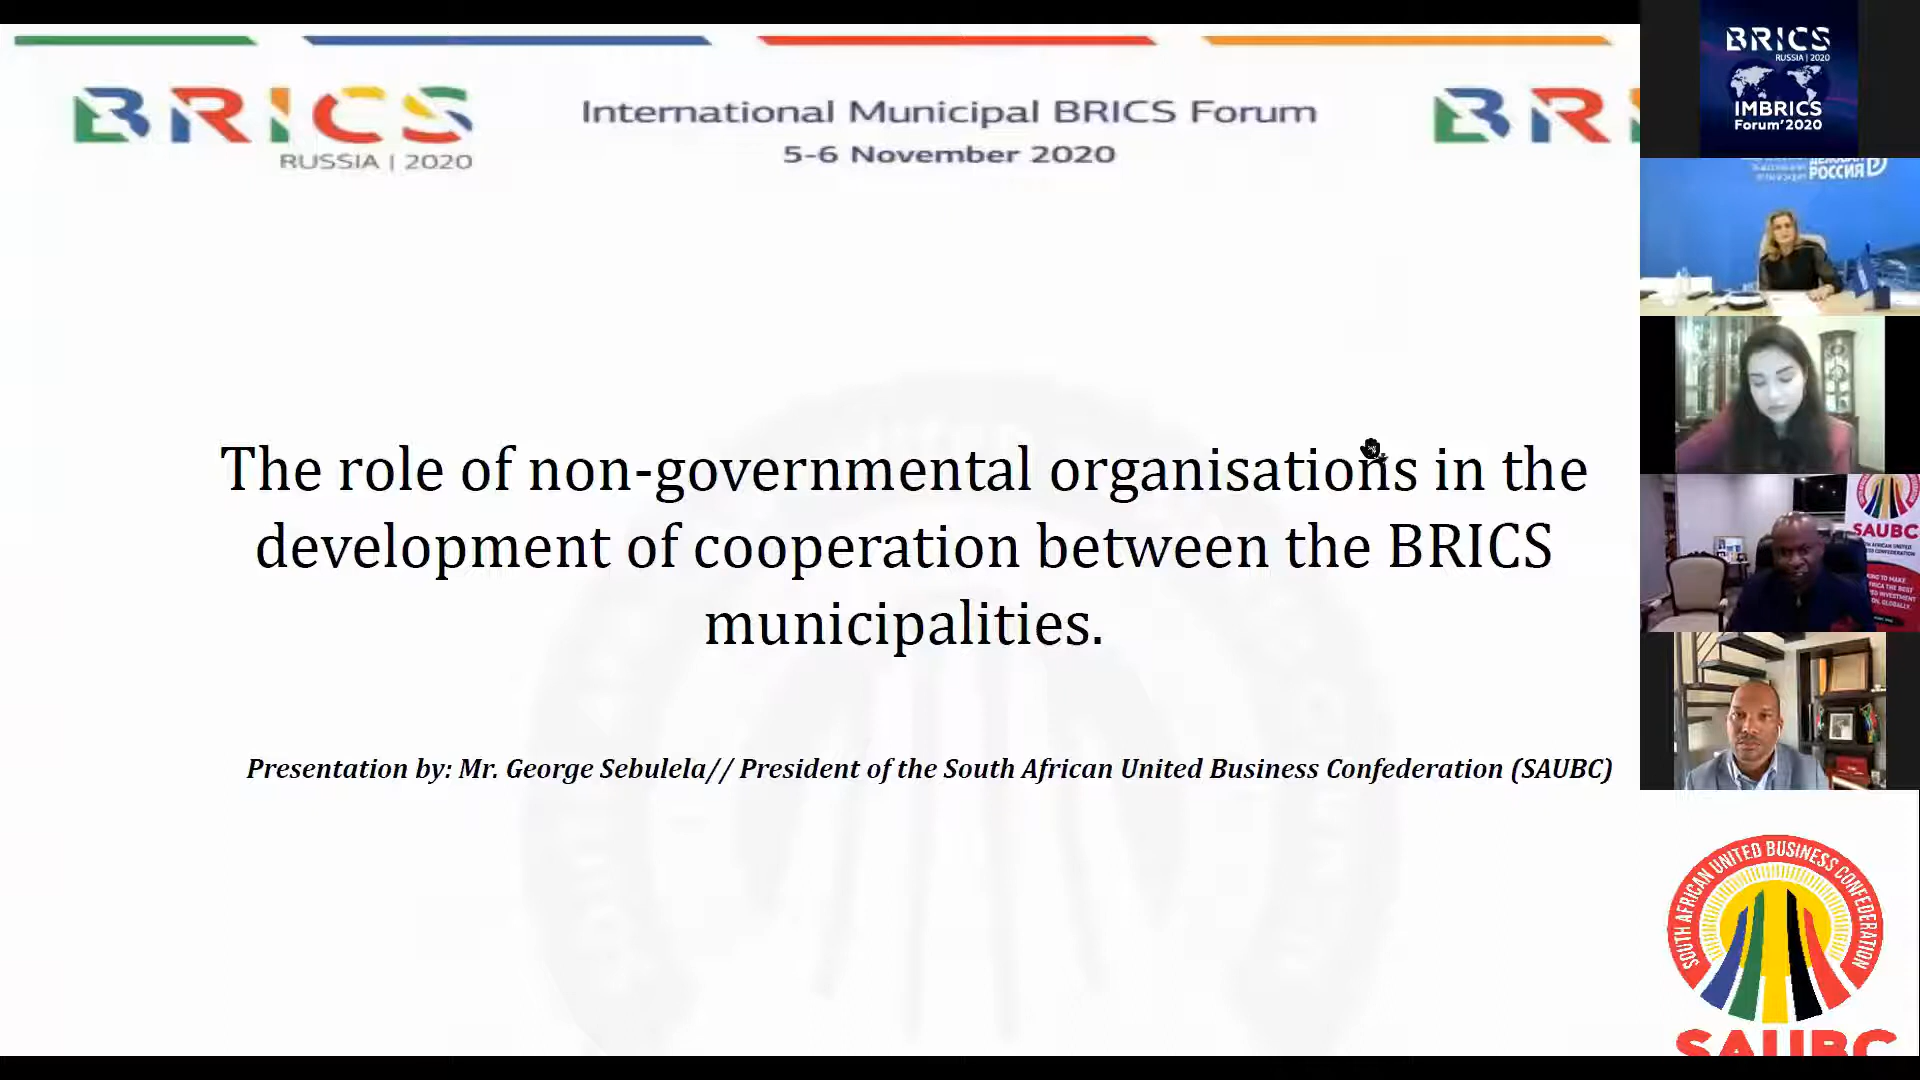 BRICS
RUSSIA | 2020
International Municipal BRICS Forum
5-6 November 2020
BR
The role of non-governmental organisations in the
development of cooperation between the BRICS
municipalities.
Presentation by: Mr. George Sebulela// President of the South African United Business Confederation (SAUBC)
BRICS
RUSSIA | 2020
IMBRICS
Forum'2020
ДЕЛОВАЯ
РОССИЯ
SAUBC
SOUTH AFRICAN UNITED BUSINESS CONFEDERATION
SAUBC